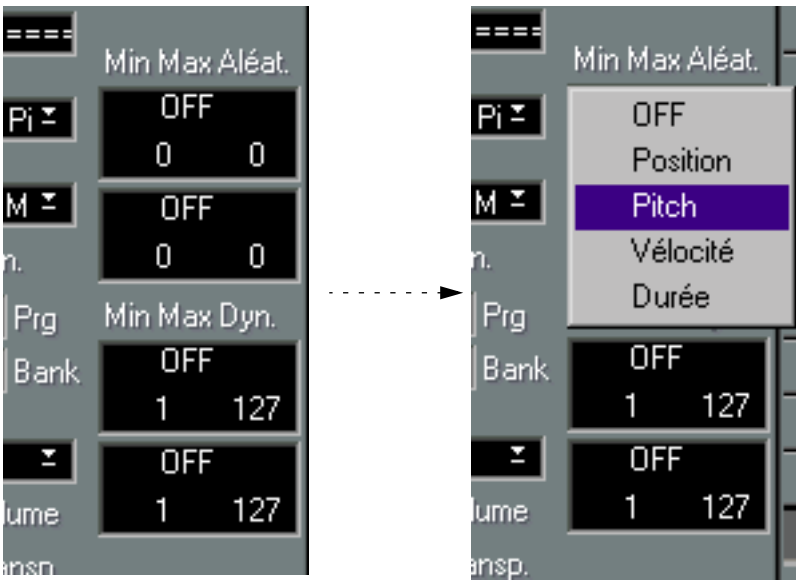 ====
Min Max Aléat.
Pi
OFF
0 0
M
OFF
0 0
n.
Prg
Min Max Dyn.
Bank
OFF
1 127
OFF
1 127
lume
ansp.
====
Min Max Aléat.
Pi
OFF
Position
M
Pitch
n.
Vélocité
Durée
Prg
Bank
OFF
1 127
OFF
1 127
lume
ansp.